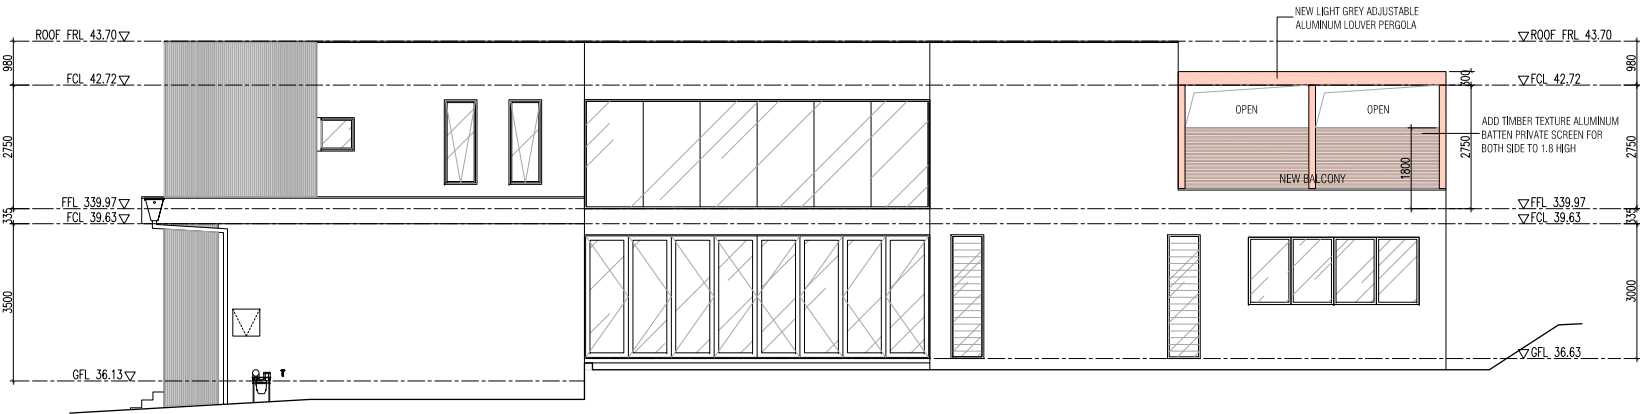 NEW LIGHT GREY ADJUSTABLE
ALUMINUM LOUVER PERGOLA
ROOF FRL 43.70
ROOF FRL 43.70
980
980
FCL 42.72
300
FCL 42.72
OPEN
OPEN
ADD TIMBER TEXTURE ALUMINUM
BATTEN PRIVATE SCREEN FOR
BOTH SIDE TO 1.8 HIGH
2750
2750
2750
1800
NEW BALCONY
FFL 339.97
FFL 339.97
335
335
FCL 39.63
FCL 39.63
3500
3000
GFL 36.63
GFL 36.13